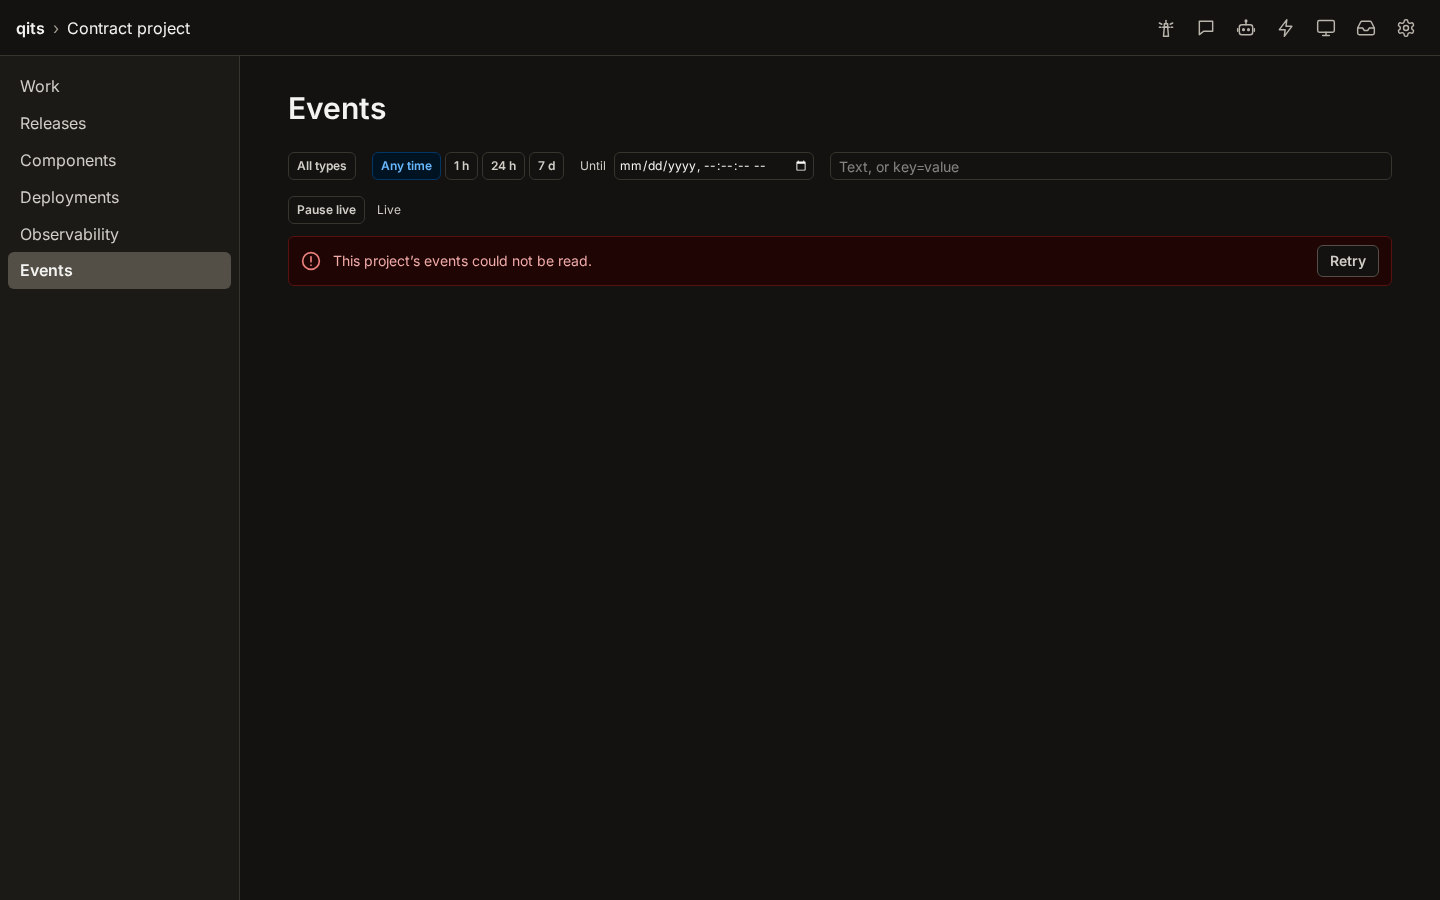 qits › Contract project
Work
Releases
Components
Deployments
Observability
Events
Events
All types Any time 1 h 24 h 7 d Until mm/dd/yyyy, --:--:-- -- Text, or key=value
Pause live Live
This project’s events could not be read. Retry